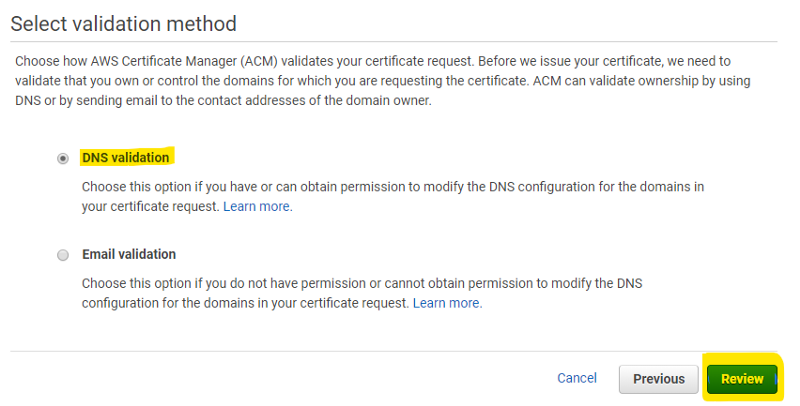 Select validation method
Choose how AWS Certificate Manager (ACM) validates your certificate request. Before we issue your certificate, we need to
validate that you own or control the domains for which you are requesting the certificate. ACM can validate ownership by using
DNS or by sending email to the contact addresses of the domain owner.
DNS validation
Choose this option if you have or can obtain permission to modify the DNS configuration for the domains in
your certificate request. Learn more.
Email validation
Choose this option if you do not have permission or cannot obtain permission to modify the DNS
configuration for the domains in your certificate request. Learn more.
Cancel Previous Review